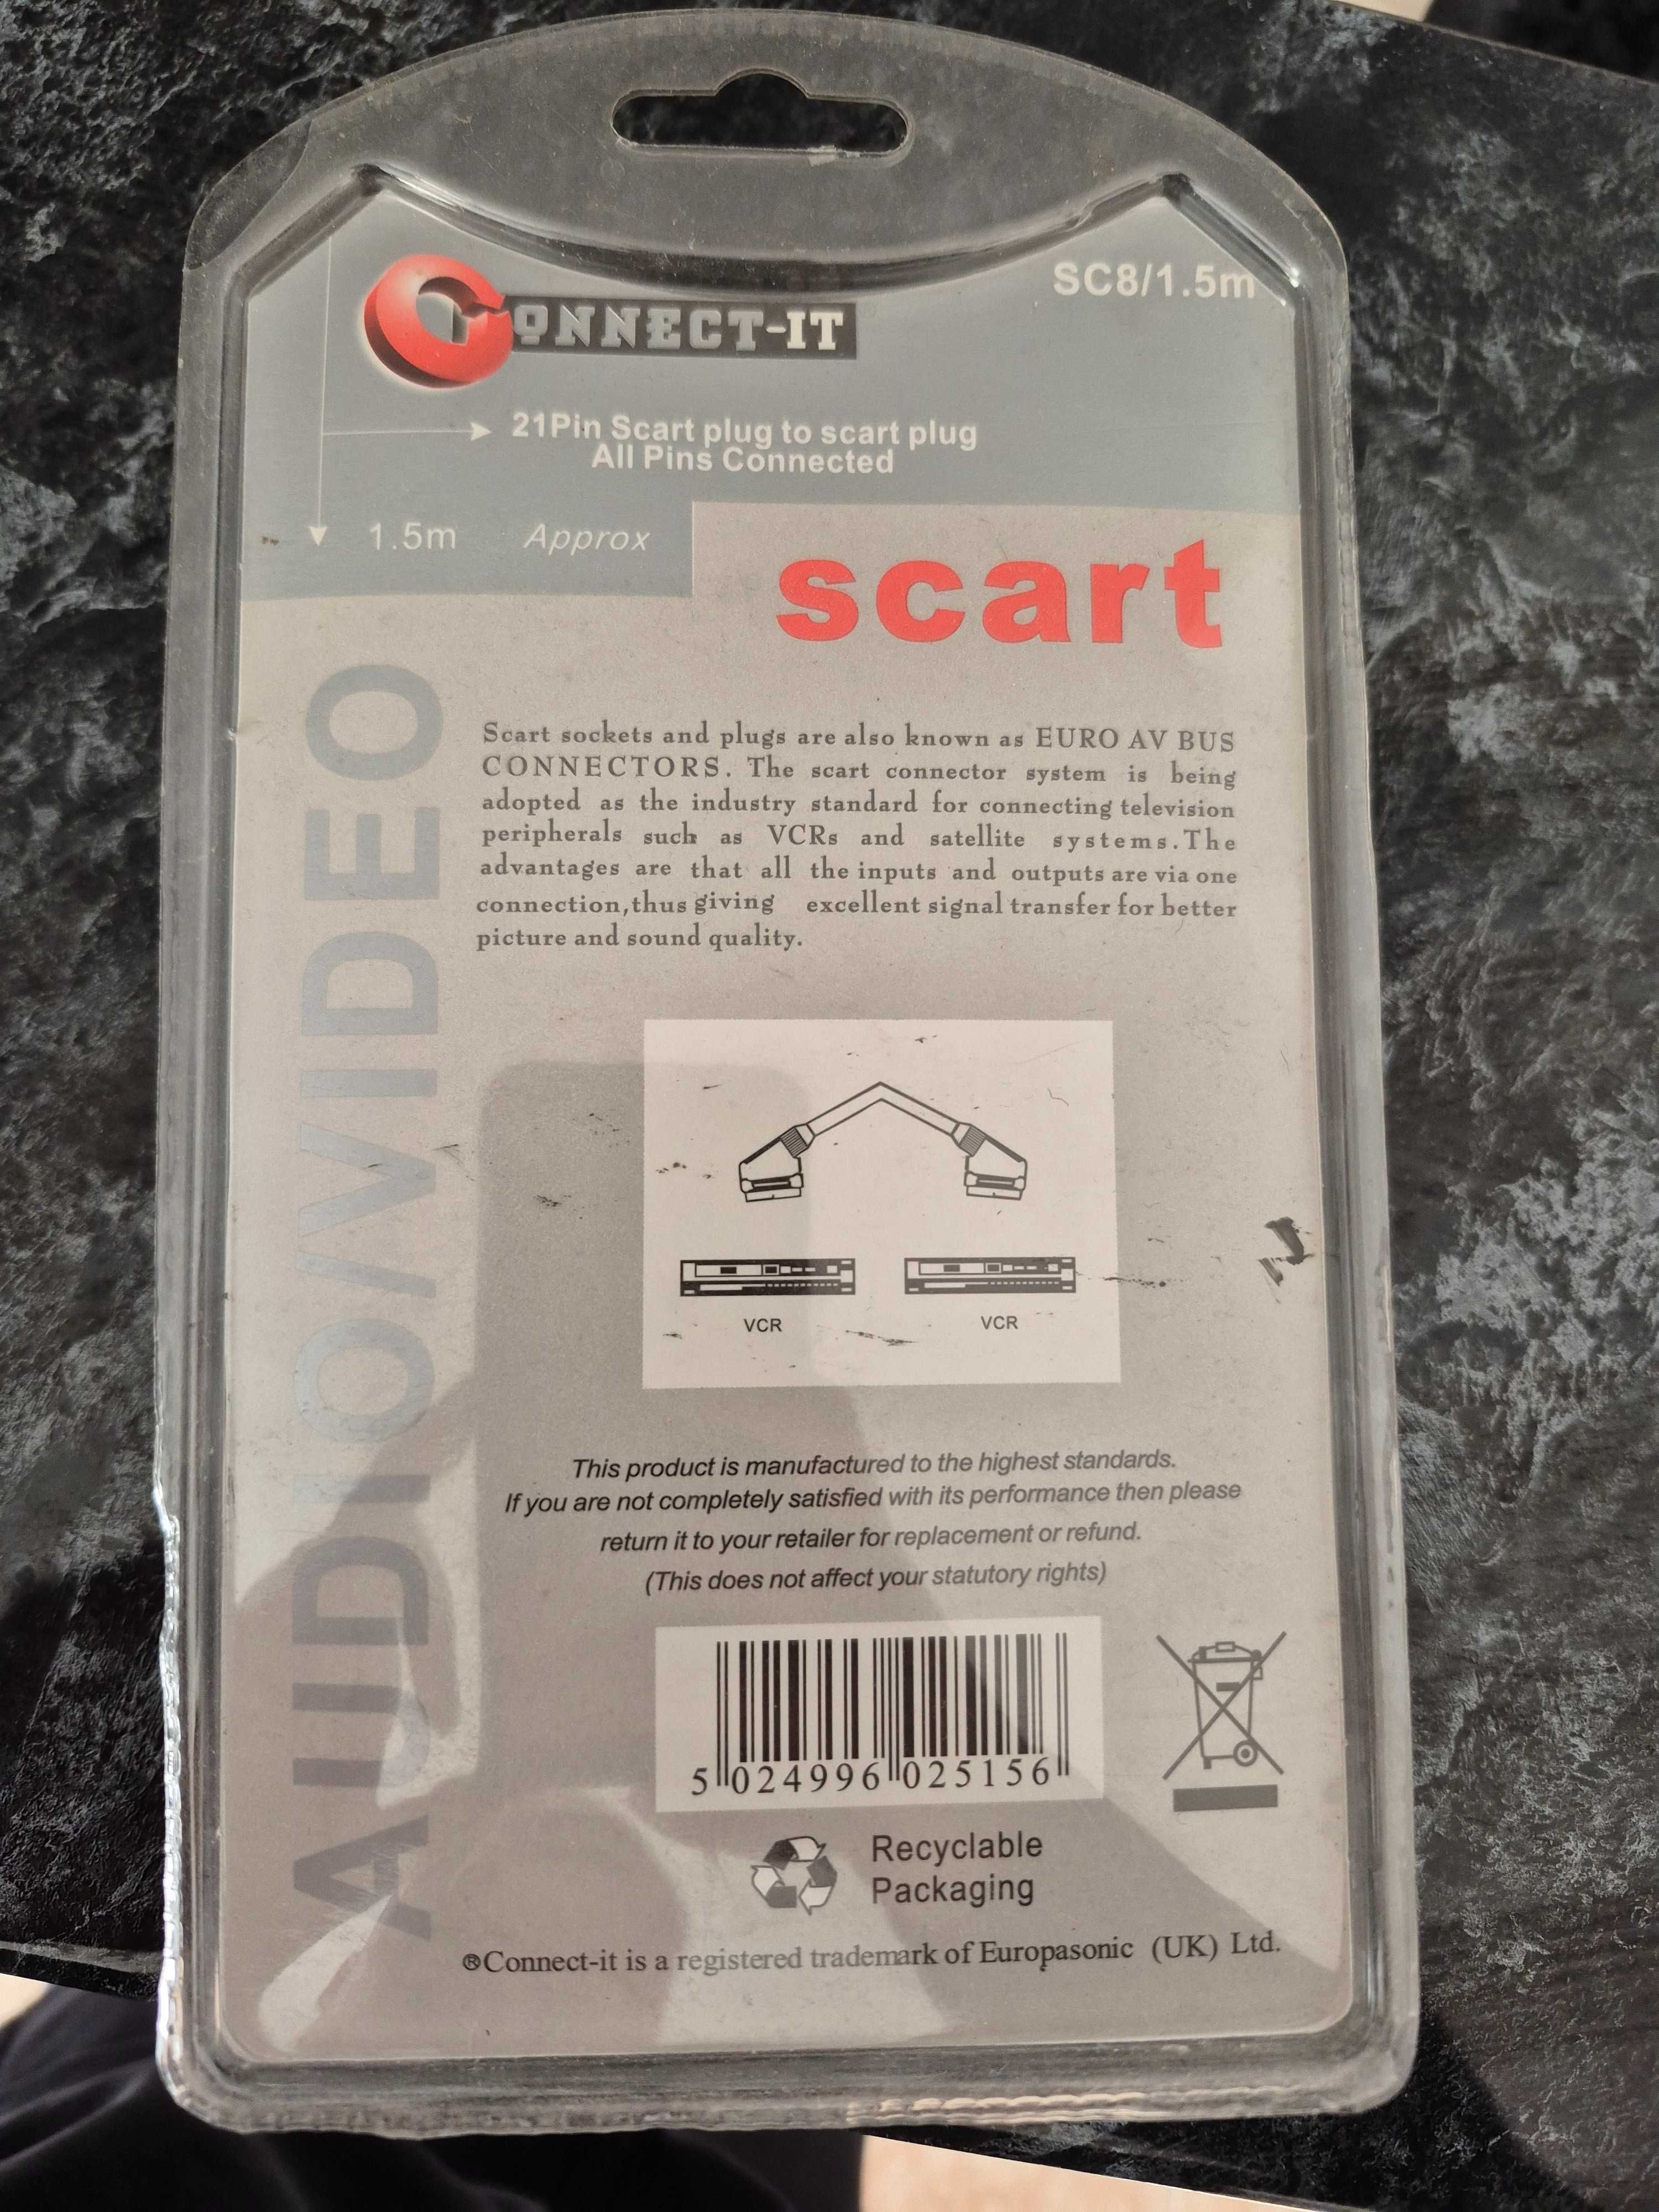 CONNECT-IT
SC8/1.5m
21Pin Scart plug to scart plug
All Pins Connected
1.5m Approx
scart
AUDIO/VIDEO
Scart sockets and plugs are also known as EURO AV BUS
CONNECTORS. The scart connector system is being
adopted as the industry standard for connecting television
peripherals such as VCRs and satellite systems.The
advantages are that all the inputs and outputs are via one
connection,thus giving excellent signal transfer for better
picture and sound quality.
VCR VCR
This product is manufactured to the highest standards.
If you are not completely satisfied with its performance then please
return it to your retailer for replacement or refund.
(This does not affect your statutory rights)
5 024996 025156
Recyclable
Packaging
®Connect-it is a registered trademark of Europasonic (UK) Ltd.